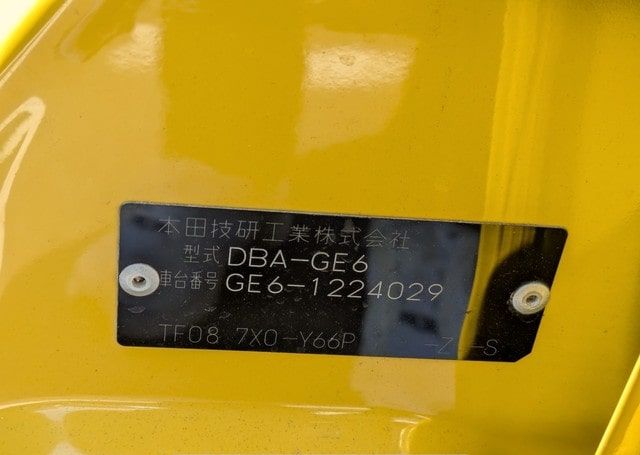 本田技研工業株式会社
型式 DBA-GE6
車台番号 GE6-1224029
TF08 7X0-Y66P -Z -S